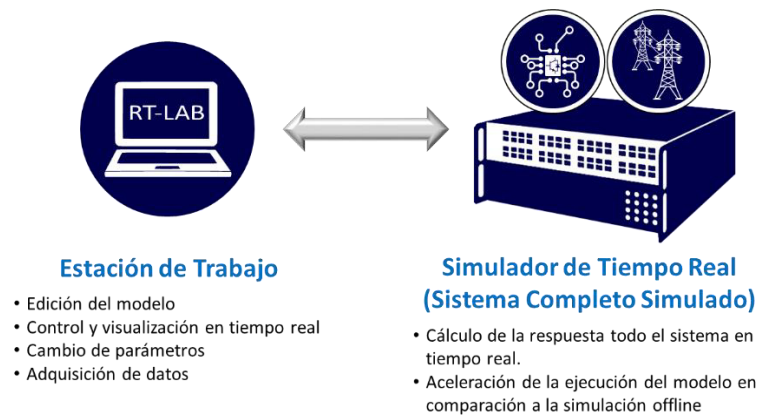 RT-LAB
Estación de Trabajo
• Edición del modelo
• Control y visualización en tiempo real
• Cambio de parámetros
• Adquisición de datos
Simulador de Tiempo Real
(Sistema Completo Simulado)
• Cálculo de la respuesta todo el sistema en
tiempo real.
• Aceleración de la ejecución del modelo en
comparación a la simulación offline